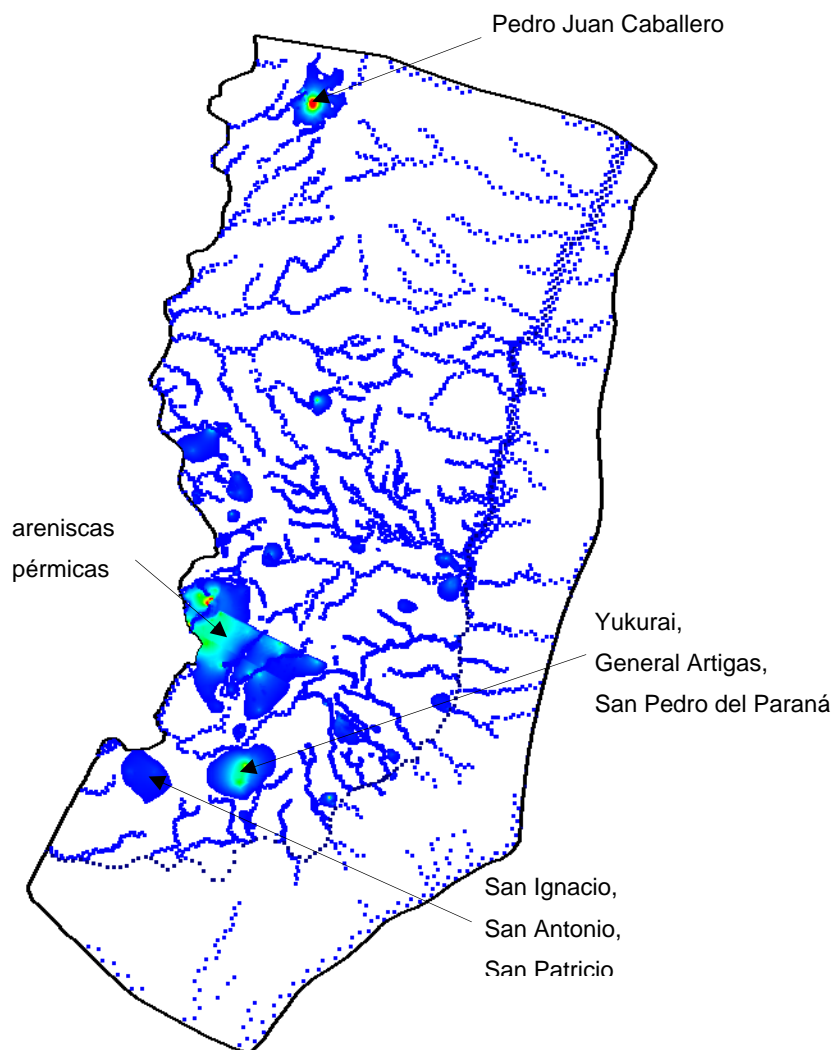 Pedro Juan Caballero
areniscas
pérmicas
Yukurai,
General Artigas,
San Pedro del Paraná
San Ignacio,
San Antonio,
San Patricio